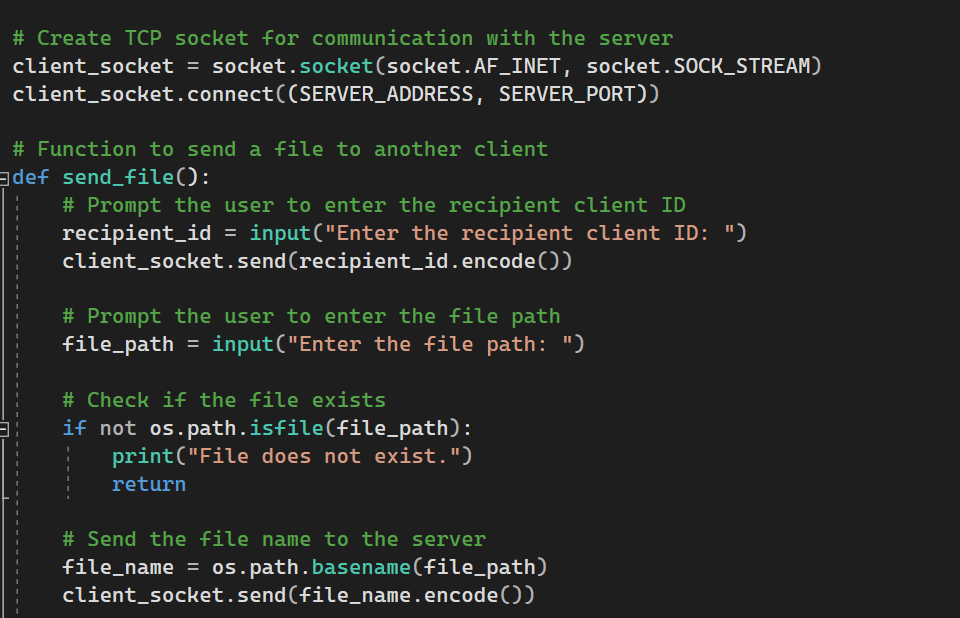 # Create TCP socket for communication with the server
client_socket = socket.socket(socket.AF_INET, socket.SOCK_STREAM)
client_socket.connect((SERVER_ADDRESS, SERVER_PORT))

# Function to send a file to another client
def send_file():
    # Prompt the user to enter the recipient client ID
    recipient_id = input("Enter the recipient client ID: ")
    client_socket.send(recipient_id.encode())

    # Prompt the user to enter the file path
    file_path = input("Enter the file path: ")

    # Check if the file exists
    if not os.path.isfile(file_path):
        print("File does not exist.")
        return

    # Send the file name to the server
    file_name = os.path.basename(file_path)
    client_socket.send(file_name.encode())